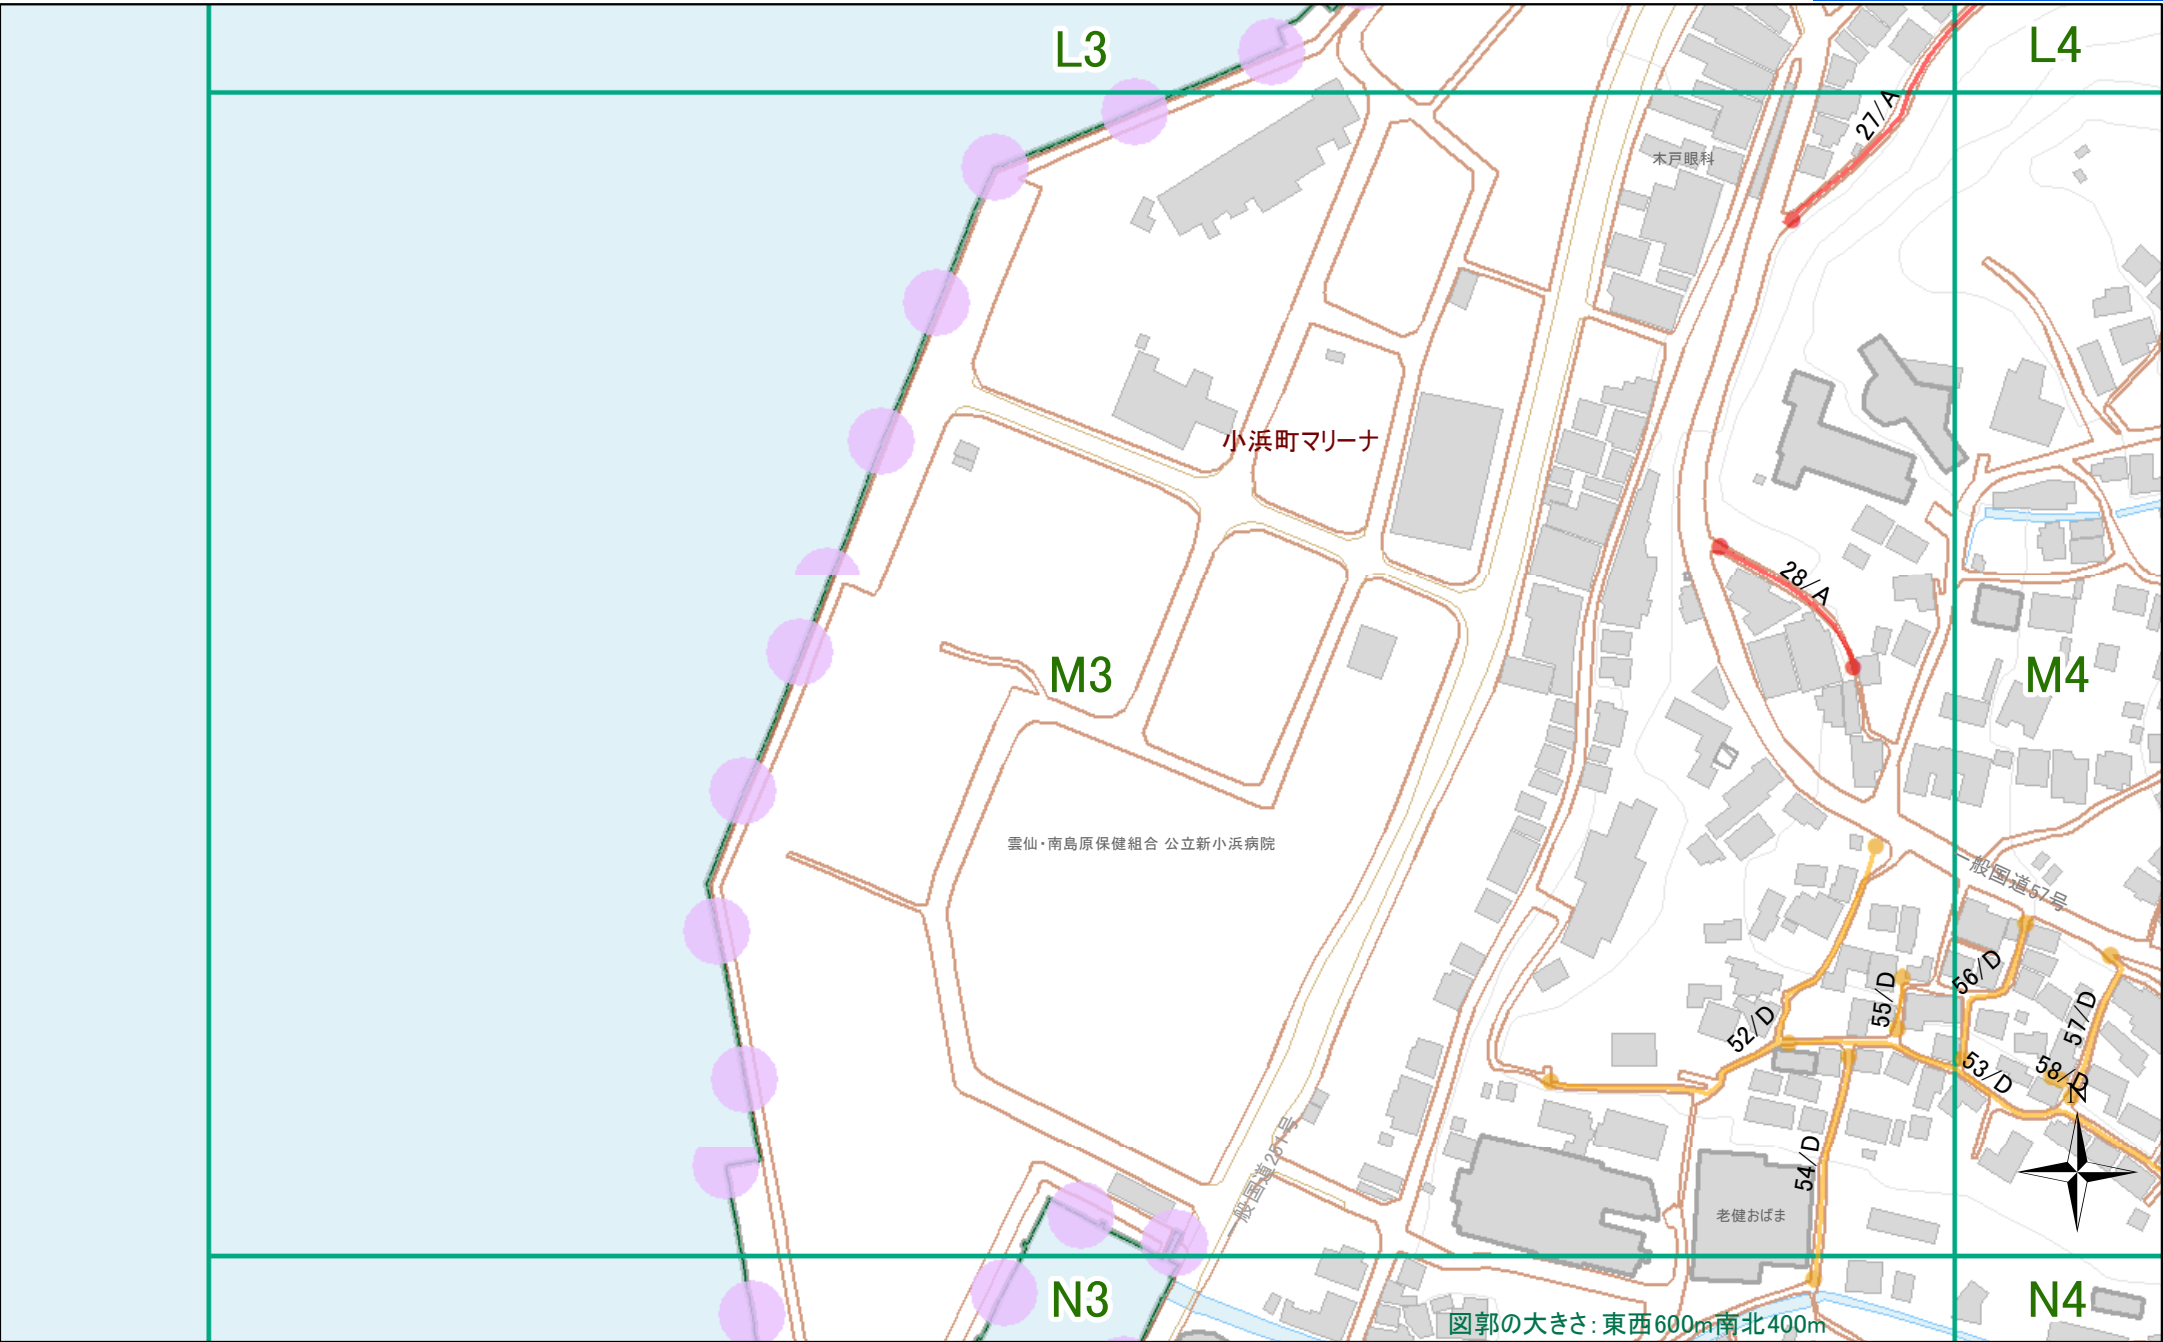 L3
L4
27/A
木戸眼科
小浜町マリーナ
28/A
M3
M4
雲仙・南島原保健組合 公立新小浜病院
一般国道57号
56/D
55/D
57/D
52/D
53/D
58/D
N
一般国道251号
54/D
老健おばま
N3
N4
図郭の大きさ：東西600m南北400m